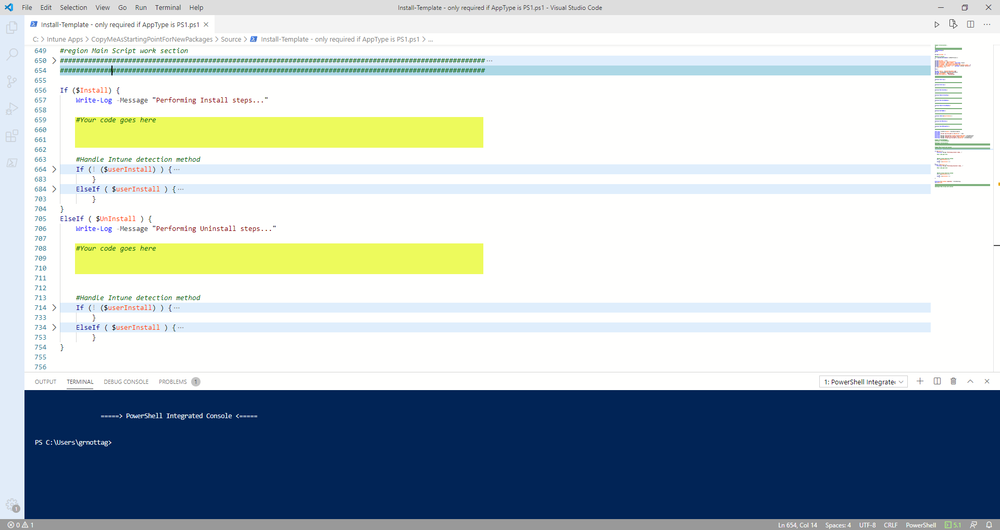 File Edit Selection View Go Run Terminal Help
Install-Template - only required if AppType is PS1.ps1 - Visual Studio Code
Install-Template - only required if AppType is PS1.ps1
C: > Intune Apps > CopyMeAsStartingPointForNewPackages > Source > Install-Template - only required if AppType is PS1.ps1 > ...
649 #region Main Script work section
650 ##########################################################################################################...
654 ##########################################################################################################
655
656 If ($Install) {
657 Write-Log -Message "Performing Install steps..."
658
659 #Your code goes here
660
661
662
663 #Handle Intune detection method
664 If (! ($userInstall) ) {...
683 }
684 ElseIf ( $userInstall ) {...
703 }
704 }
705 ElseIf ( $UnInstall ) {
706 Write-Log -Message "Performing Uninstall steps..."
707
708 #Your code goes here
709
710
711
712
713 #Handle Intune detection method
714 If (! ($userInstall) ) {...
733 }
734 ElseIf ( $userInstall ) {...
753 }
754 }
755
756
OUTPUT TERMINAL DEBUG CONSOLE PROBLEMS 1
1: PowerShell Integrated
=====> PowerShell Integrated Console <=====
PS C:\Users\grnottag>
1
0 1
Ln 654, Col 14 Spaces: 4 UTF-8 CRLF PowerShell 5.1